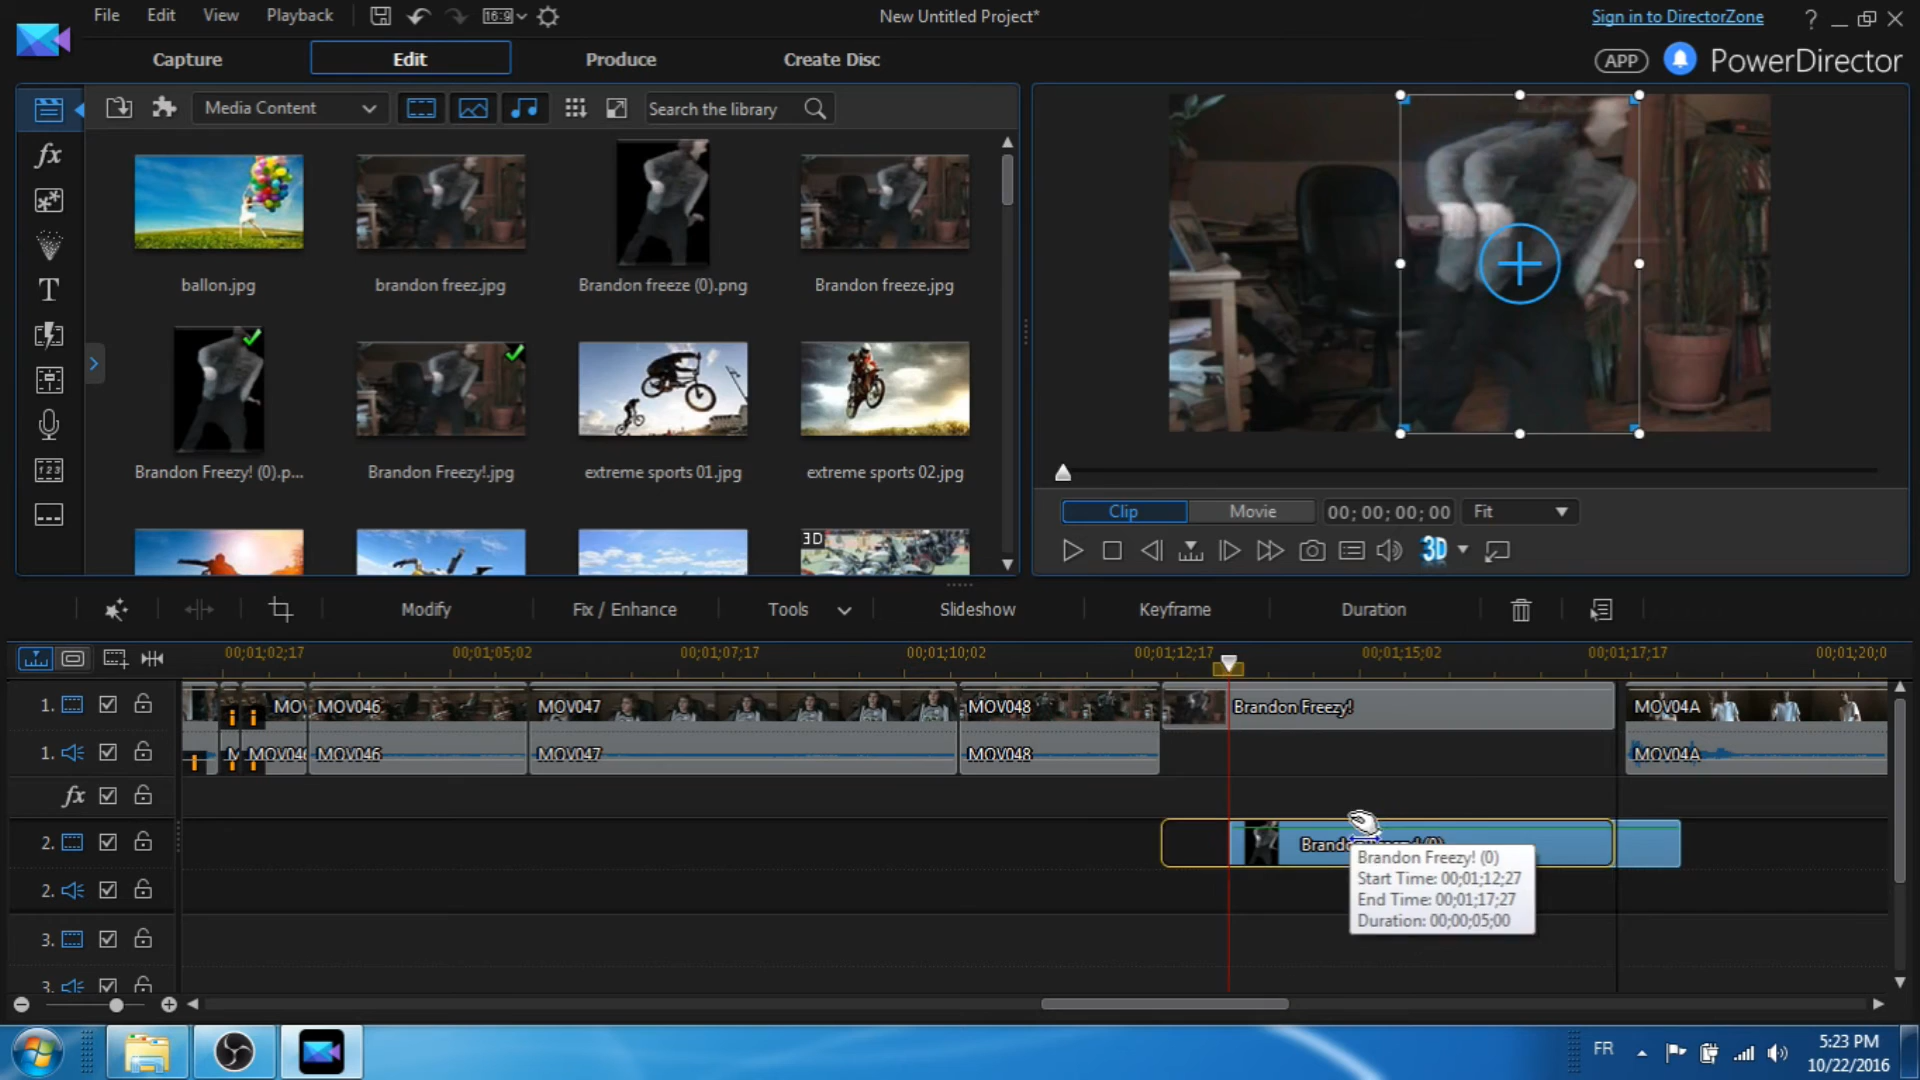 File Edit View Playback 16:9 New Untitled Project* Sign in to DirectorZone ?
Capture Edit Produce Create Disc APP PowerDirector
Media Content Search the library
fx
T
ballon.jpg brandon freez.jpg Brandon freeze (0).png Brandon freeze.jpg
Brandon Freezy! (0).p... Brandon Freezy!.jpg extreme sports 01.jpg extreme sports 02.jpg
3D
Clip Movie 00; 00; 00; 00 Fit
3D
Modify Fix / Enhance Tools Slideshow Keyframe Duration
00;01;02;17 00;01;05;02 00;01;07;17 00;01;10;02 00;01;12;17 00;01;15;02 00;01;17;17 00;01;20;0
1. MOV MOV046 MOV047 MOV048 Brandon Freezy! MOV04A
1. M MOV046 MOV046 MOV047 MOV048 MOV04A
fx
2. Brandon Freezy! (0)
Brandon Freezy! (0)
Start Time: 00;01;12;27
2. End Time: 00;01;17;27
Duration: 00;00;05;00
3.
3.
FR 5:23 PM
10/22/2016